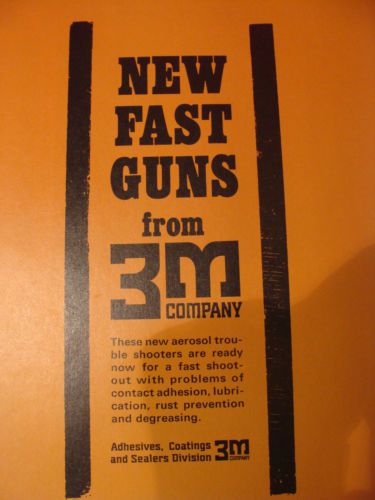 NEW
FAST
GUNS
from
3M
COMPANY
These new aerosol trou-
ble shooters are ready
now for a fast shoot-
out with problems of
contact adhesion, lubri-
cation, rust prevention
and degreasing.
Adhesives, Coatings
and Sealers Division 3M
COMPANY